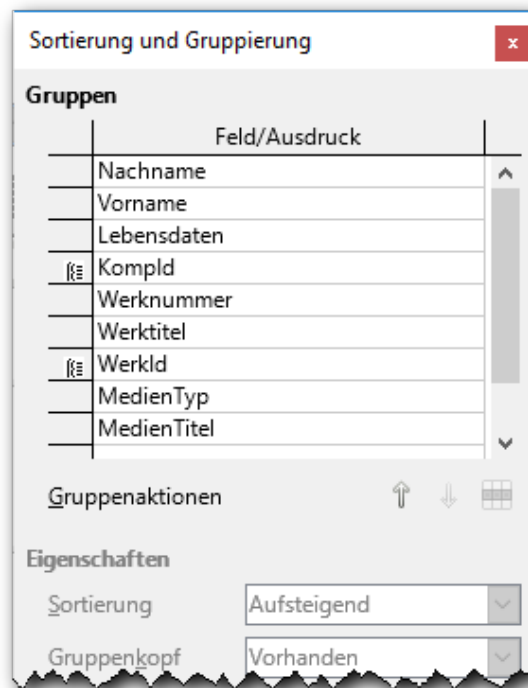 Sortierung und Gruppierung
x
Gruppen
Feld/Ausdruck
Nachname
Vorname
Lebensdaten
KompId
Werknummer
Werktitel
WerkId
MedienTyp
MedienTitel
Gruppenaktionen
Eigenschaften
Sortierung Aufsteigend
Gruppenkopf Vorhanden